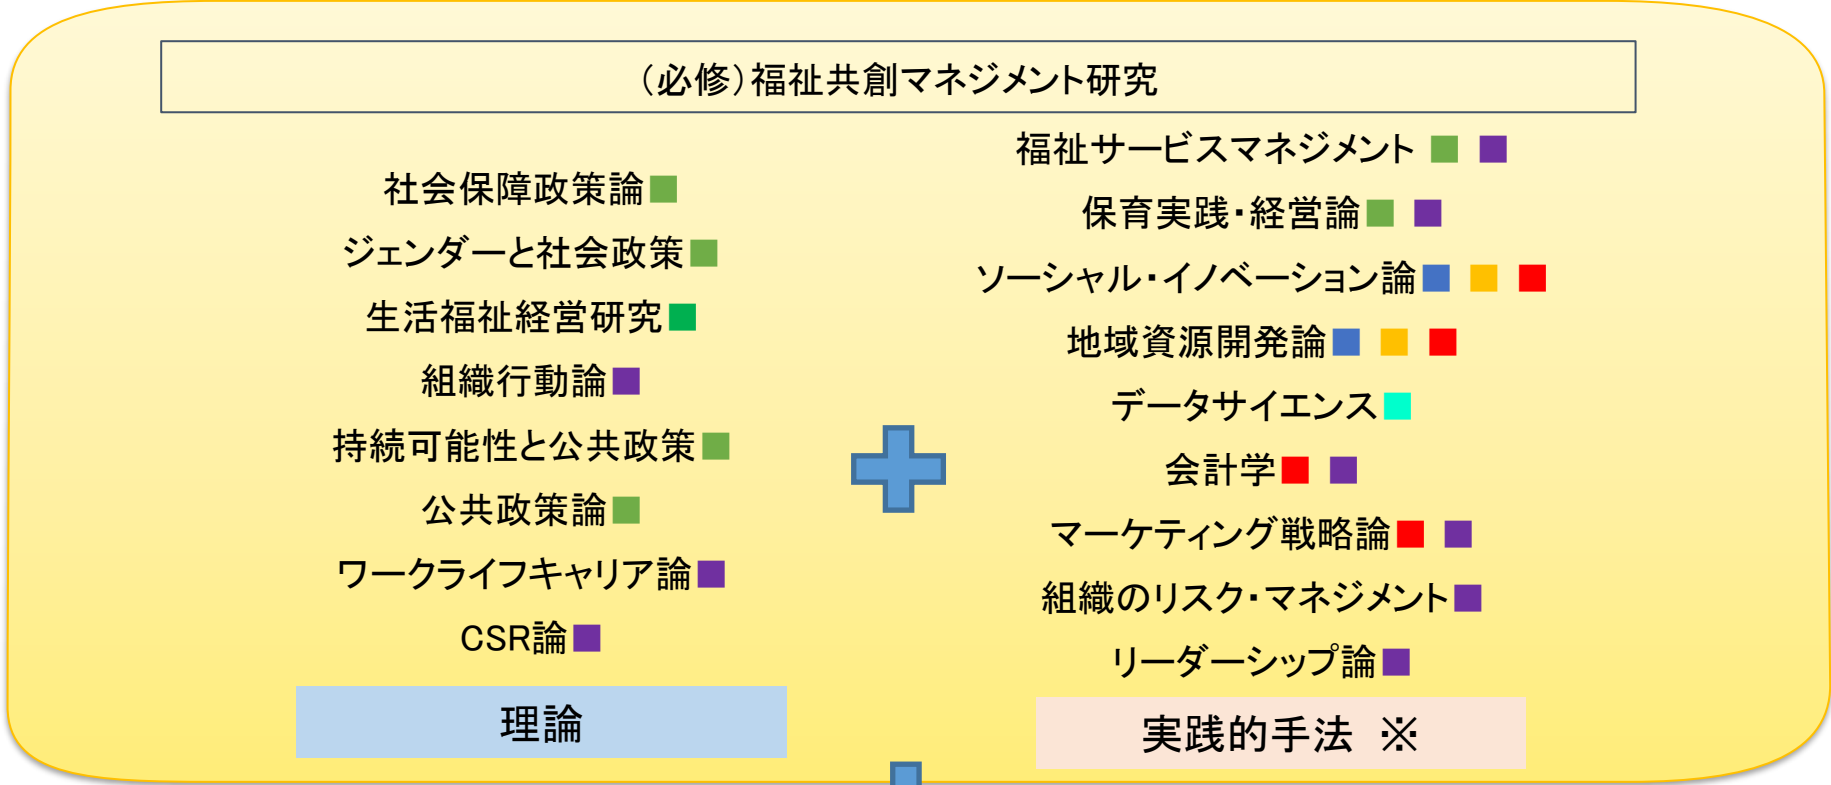 （必修）福祉共創マネジメント研究
社会保障政策論■
ジェンダーと社会政策■
生活福祉経営研究■
組織行動論■
持続可能性と公共政策■
公共政策論■
ワークライフキャリア論■
CSR論■
理論
福祉サービスマネジメント ■ ■
保育実践・経営論■ ■
ソーシャル・イノベーション論■ ■ ■
地域資源開発論■ ■ ■
データサイエンス■
会計学■ ■
マーケティング戦略論■ ■
組織のリスク・マネジメント■
リーダーシップ論■
実践的手法 ※